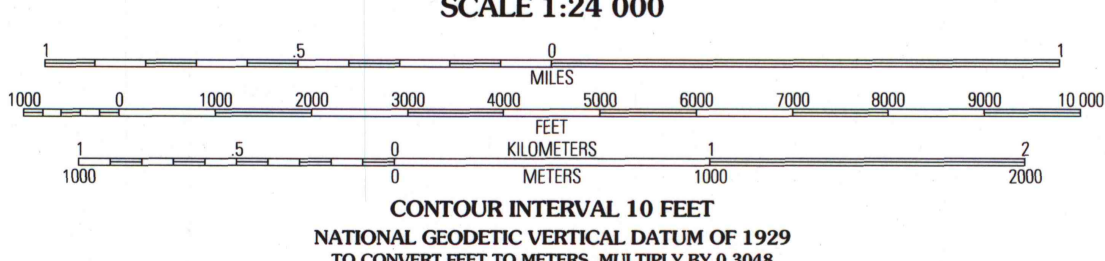 SCALE 1:24 000
1 .5 0 1
MILES
1000 0 1000 2000 3000 4000 5000 6000 7000 8000 9000 10 000
FEET
1 .5 0 KILOMETERS 1 2
1000 0 METERS 1000 2000
CONTOUR INTERVAL 10 FEET
NATIONAL GEODETIC VERTICAL DATUM OF 1929
TO CONVERT FEET TO METERS, MULTIPLY BY 0.3048